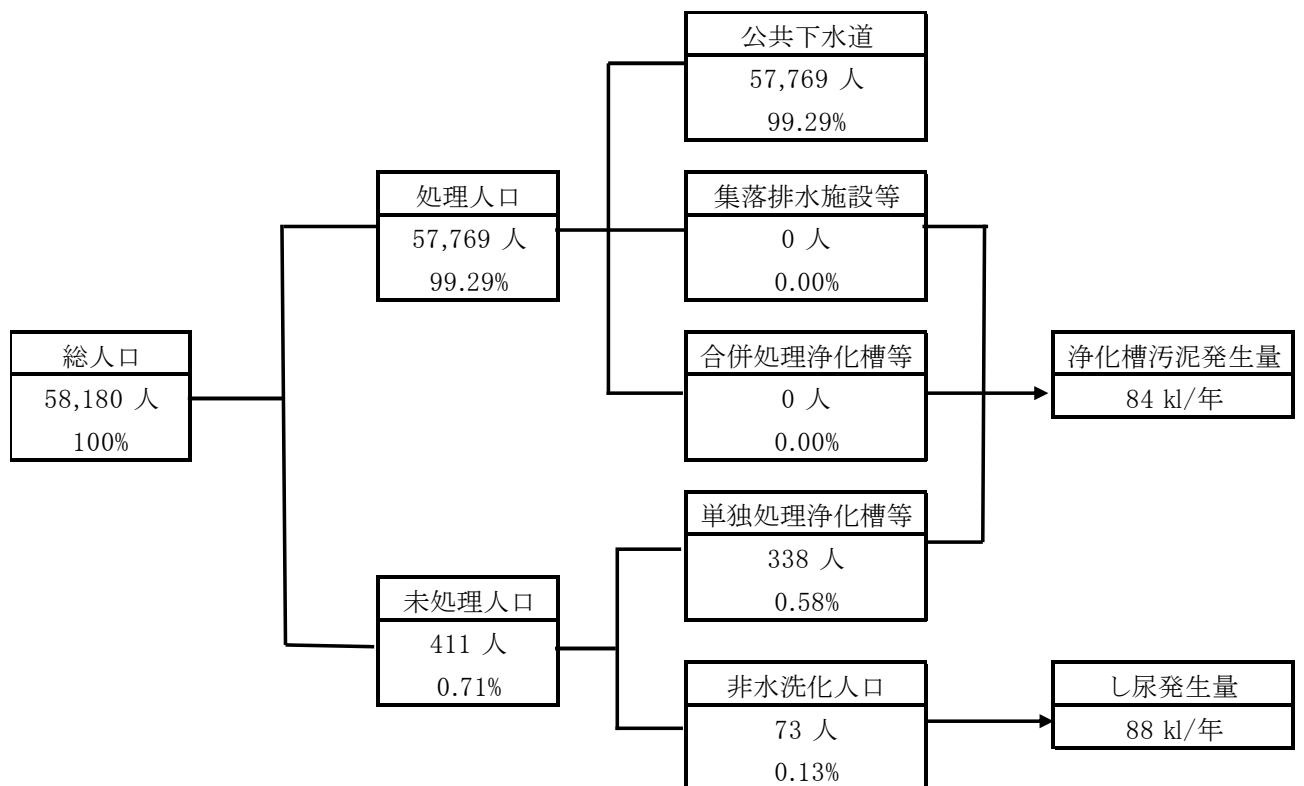 公共下水道
57,769 人
99.29%
処理人口
57,769 人
99.29%
集落排水施設等
0 人
0.00%
総人口
58,180 人
100%
合併処理浄化槽等
0 人
0.00%
浄化槽汚泥発生量
84 kl/年
単独処理浄化槽等
338 人
0.58%
未処理人口
411 人
0.71%
非水洗化人口
73 人
0.13%
し尿発生量
88 kl/年